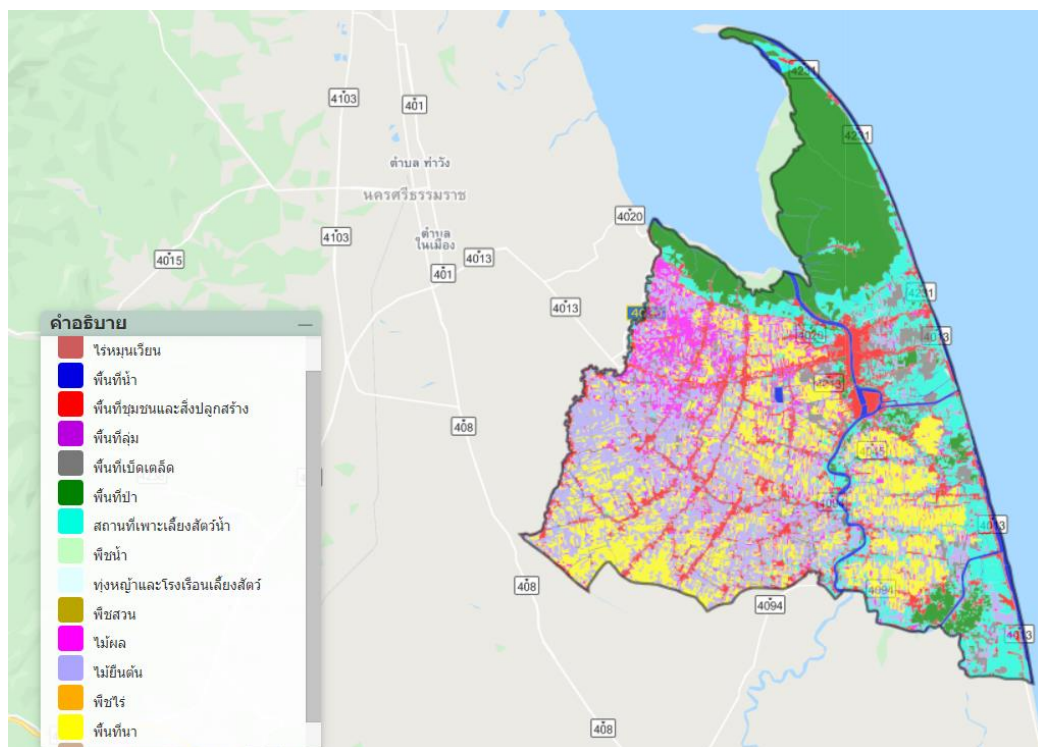 4231
4103
401
4231
ตำบล ท่าวัง
นครศรีธรรมราช
4020
ตำบล
ในเมือง
4103
4013
4015
401
4231
4013
4013
408
4013
4094
408
4094
4013
408
คำอธิบาย
ไร่หมุนเวียน
พื้นที่น้ำ
พื้นที่ชุมชนและสิ่งปลูกสร้าง
พื้นที่ลุ่ม
พื้นที่เบ็ดเตล็ด
พื้นที่ป่า
สถานที่เพาะเลี้ยงสัตว์น้ำ
พืชน้ำ
ทุ่งหญ้าและโรงเรือนเลี้ยงสัตว์
พืชสวน
ไม้ผล
ไม้ยืนต้น
พืชไร่
พื้นที่นา